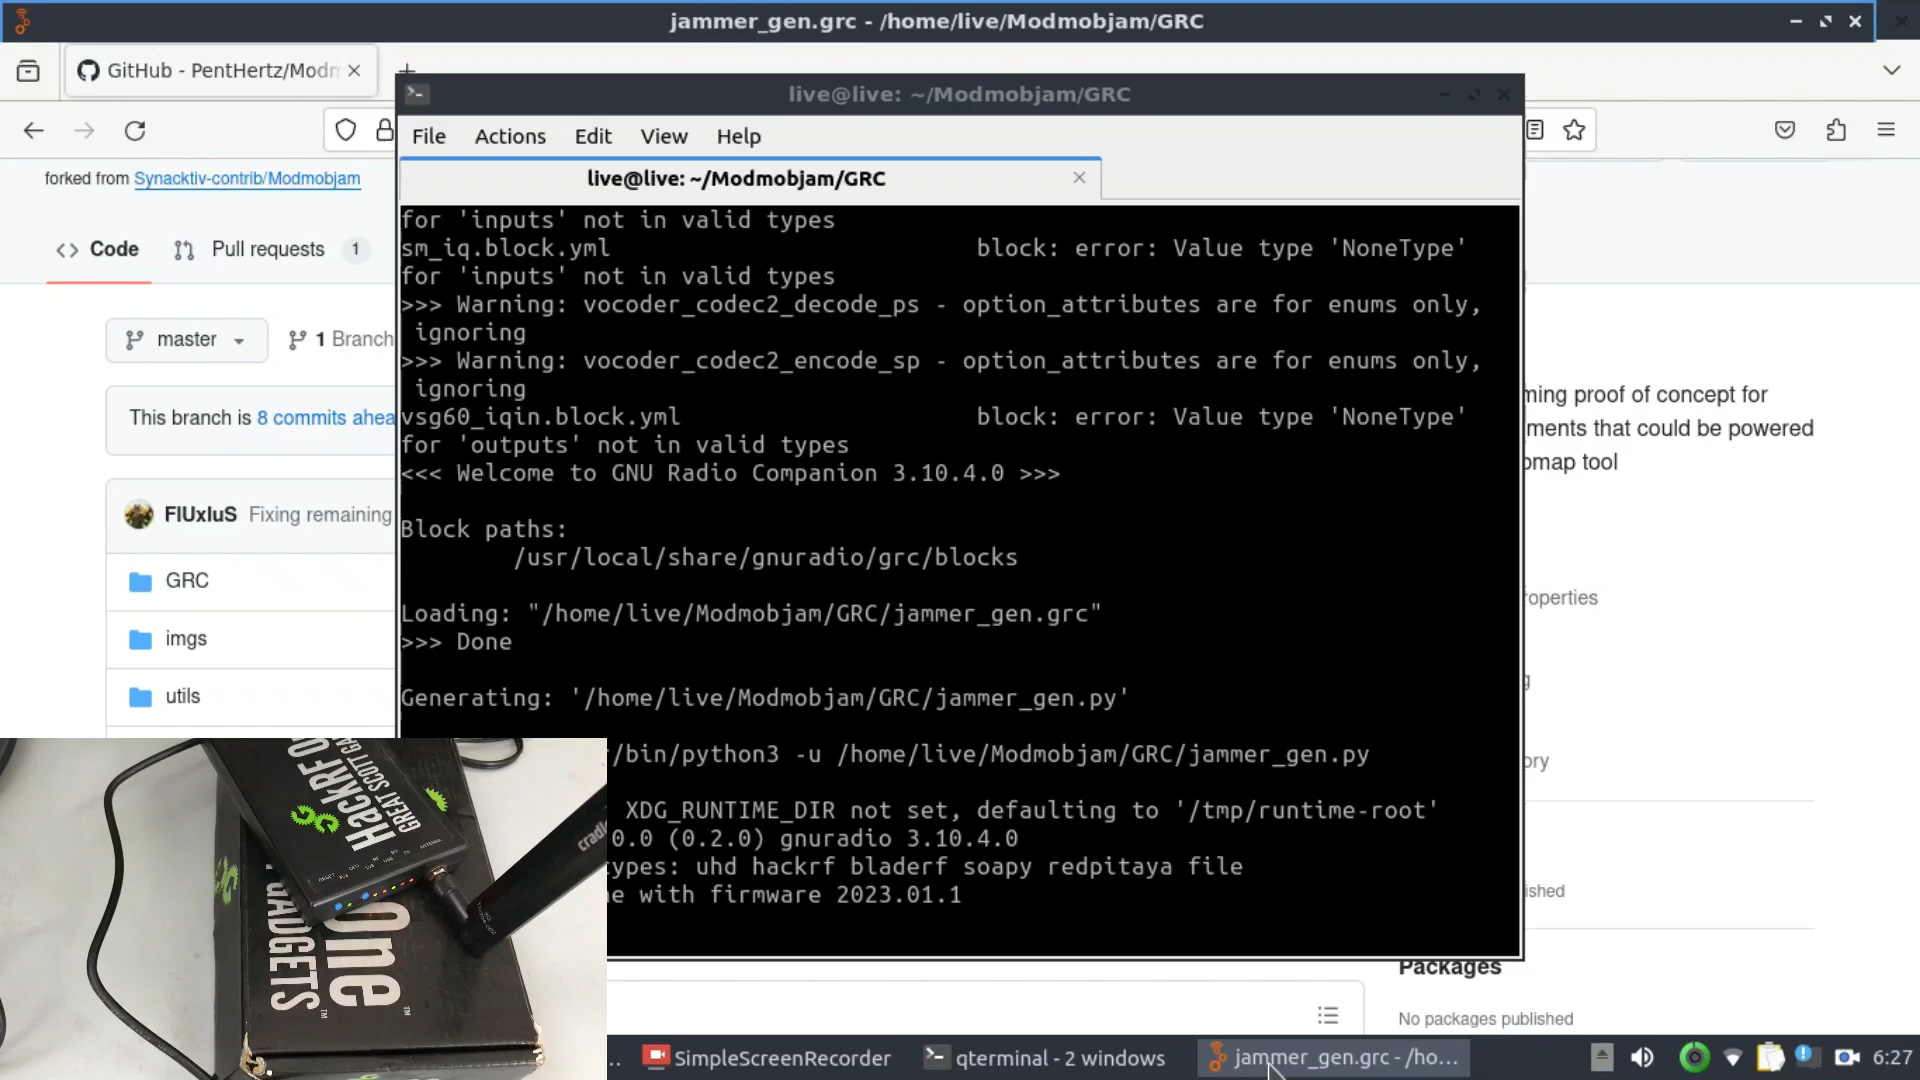 jammer_gen.grc - /home/live/Modmobjam/GRC
GitHub - PentHertz/Modm
live@live: ~/Modmobjam/GRC
File Actions Edit View Help
live@live: ~/Modmobjam/GRC
forked from Synacktiv-contrib/Modmobjam
Code
Pull requests 1
master
1 Branch
This branch is 8 commits ahea
FlUxIuS Fixing remaining
GRC
imgs
utils
for 'inputs' not in valid types
sm_iq.block.yml block: error: Value type 'NoneType'
for 'inputs' not in valid types
>>> Warning: vocoder_codec2_decode_ps - option_attributes are for enums only,
ignoring
>>> Warning: vocoder_codec2_encode_sp - option_attributes are for enums only,
ignoring
vsg60_iqin.block.yml block: error: Value type 'NoneType'
for 'outputs' not in valid types
<<< Welcome to GNU Radio Companion 3.10.4.0 >>>
Block paths:
/usr/local/share/gnuradio/grc/blocks
Loading: "/home/live/Modmobjam/GRC/jammer_gen.grc"
>>> Done
Generating: '/home/live/Modmobjam/GRC/jammer_gen.py'
/bin/python3 -u /home/live/Modmobjam/GRC/jammer_gen.py
XDG_RUNTIME_DIR not set, defaulting to '/tmp/runtime-root'
0.0 (0.2.0) gnuradio 3.10.4.0
types: uhd hackrf bladerf soapy redpitaya file
e with firmware 2023.01.1
ming proof of concept for
ments that could be powered
omap tool
roperties
g
ory
ished
Packages
No packages published
HackRF O
GREAT SCOTT GA
cradle
One™
GADGETS™
SimpleScreenRecorder
qterminal - 2 windows
jammer_gen.grc - /ho...
6:27